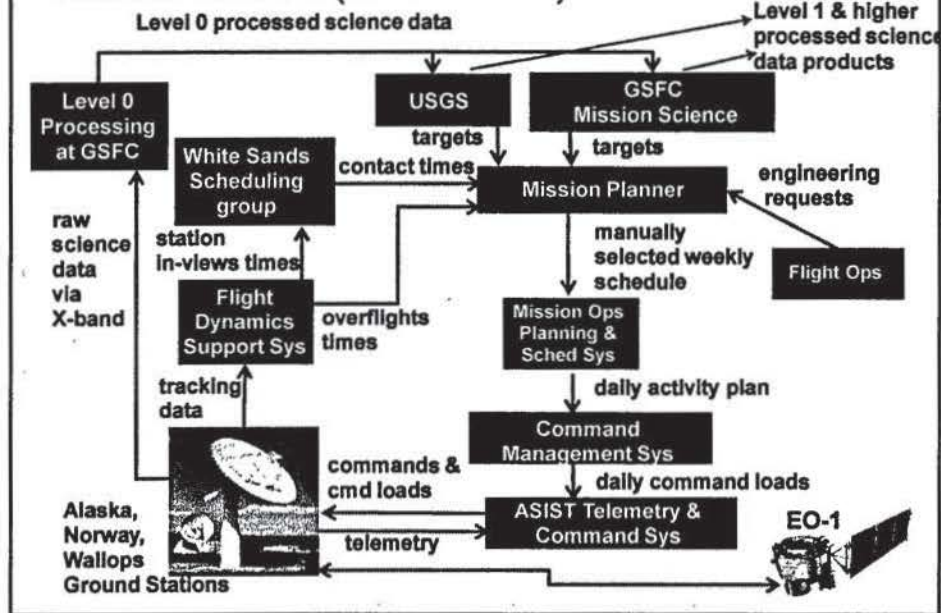 Level 0 processed science data
Level 1 & higher
processed science
data products
Level 0
Processing
at GSFC
USGS
GSFC
Mission Science
targets
targets
White Sands
Scheduling
group
contact times
Mission Planner
engineering
requests
raw
science
data
via
X-band
station
in-views times
manually
selected weekly
schedule
Flight Ops
Flight
Dynamics
Support Sys
overflights
times
Mission Ops
Planning &
Sched Sys
tracking
data
daily activity plan
Command
Management Sys
commands &
cmd loads
daily command loads
Alaska,
Norway,
Wallops
Ground Stations
telemetry
ASIST Telemetry &
Command Sys
EO-1